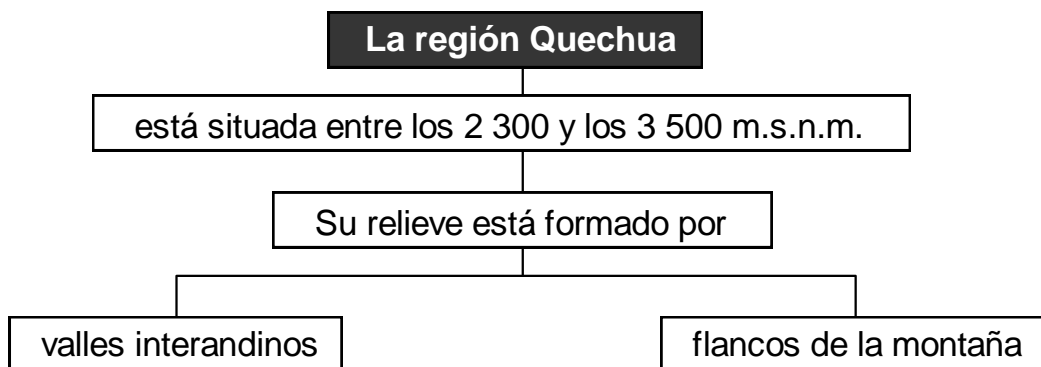 La región Quechua
está situada entre los 2 300 y los 3 500 m.s.n.m.
Su relieve está formado por
valles interandinos
flancos de la montaña